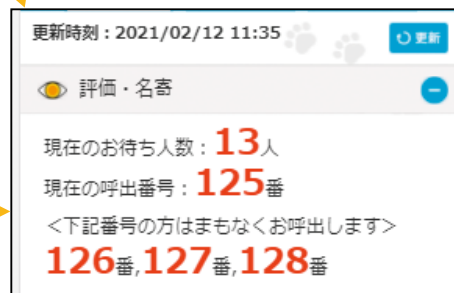 更新時刻：2021/02/12 11:35
更新
評価・名寄
現在のお待ち人数：13人
現在の呼出番号：125番
＜下記番号の方はまもなくお呼出します＞
126番,127番,128番